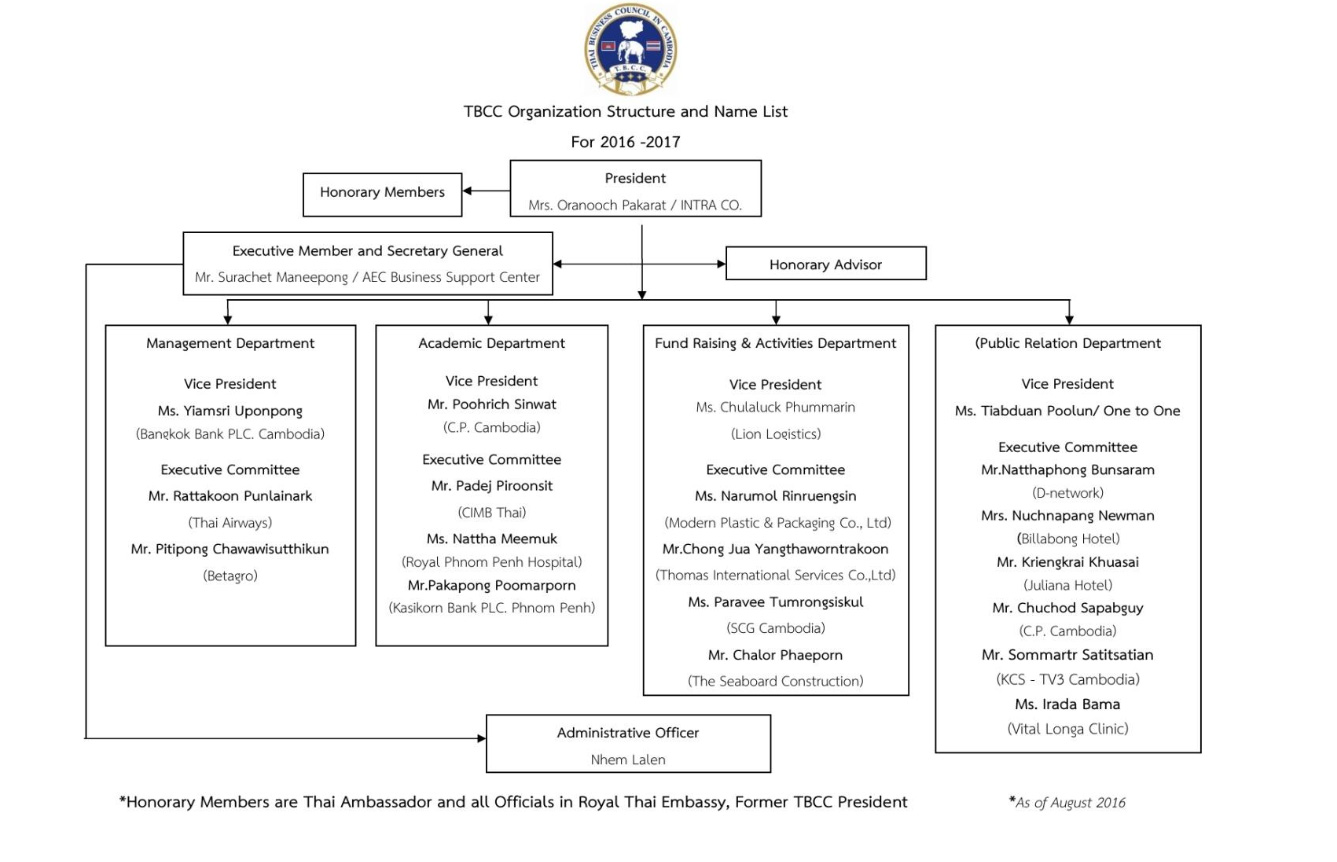 THAI BUSINESS COUNCIL IN CAMBODIA
T.B.C.C.
TBCC Organization Structure and Name List
For 2016 -2017
President
Mrs. Oranooch Pakarat / INTRA CO.
Honorary Members
Executive Member and Secretary General
Mr. Surachet Maneepong / AEC Business Support Center
Honorary Advisor
Management Department
Vice President
Ms. Yiamsri Uponpong
(Bangkok Bank PLC. Cambodia)
Executive Committee
Mr. Rattakoon Punlainark
(Thai Airways)
Mr. Pitipong Chawawisutthikun
(Betagro)
Academic Department
Vice President
Mr. Poohrich Sinwat
(C.P. Cambodia)
Executive Committee
Mr. Padej Piroonsit
(CIMB Thai)
Ms. Nattha Meemuk
(Royal Phnom Penh Hospital)
Mr.Pakapong Poomarporn
(Kasikorn Bank PLC. Phnom Penh)
Fund Raising & Activities Department
Vice President
Ms. Chulaluck Phummarin
(Lion Logistics)
Executive Committee
Ms. Narumol Rinruengsin
(Modern Plastic & Packaging Co., Ltd)
Mr.Chong Jua Yangthaworntrakoon
(Thomas International Services Co.,Ltd)
Ms. Paravee Tumrongsiskul
(SCG Cambodia)
Mr. Chalor Phaeporn
(The Seaboard Construction)
(Public Relation Department
Vice President
Ms. Tiabduan Poolun/ One to One
Executive Committee
Mr.Natthaphong Bunsaram
(D-network)
Mrs. Nuchnapang Newman
(Billabong Hotel)
Mr. Kriengkrai Khuasai
(Juliana Hotel)
Mr. Chuchod Sapabguy
(C.P. Cambodia)
Mr. Sommartr Satitsatian
(KCS - TV3 Cambodia)
Ms. Irada Bama
(Vital Longa Clinic)
Administrative Officer
Nhem Lalen
*Honorary Members are Thai Ambassador and all Officials in Royal Thai Embassy, Former TBCC President
*As of August 2016